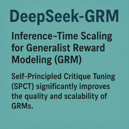 DeepSeek-GRM
Inference-Time Scaling
for Generalist Reward
Modeling (GRM)
Self-Principled Critique Tuning
(SPCT) significantly improves
the quality and scalability of
GRMs.